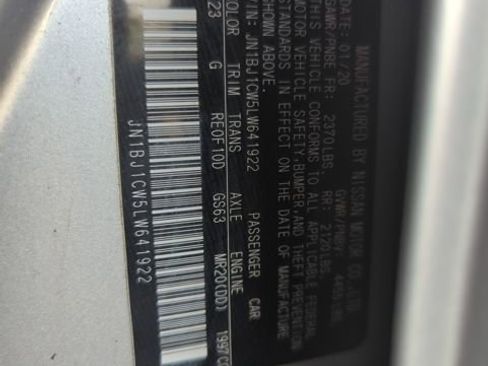 MANUFACTURED BY NISSAN MOTOR CO.,LTD.
DATE: 01/20
GVWR/PNBV
GAWR/PNBE FR: 2370LBS. RR: 2120LBS.
THIS VEHICLE CONFORMS TO ALL APPLICABLE FEDERAL
MOTOR VEHICLE SAFETY,BUMPER,AND THEFT PREVENTION
STANDARDS IN EFFECT ON THE DATE OF MANUFACTURE
SHOWN ABOVE.
VIN: JN1BJ1CW5LW641922 PASSENGER CAR
COLOR TRIM TRANS AXLE ENGINE
23 G RE0F10D GS63 MR20(DD) 1997CC
JN1BJ1CW5LW641922